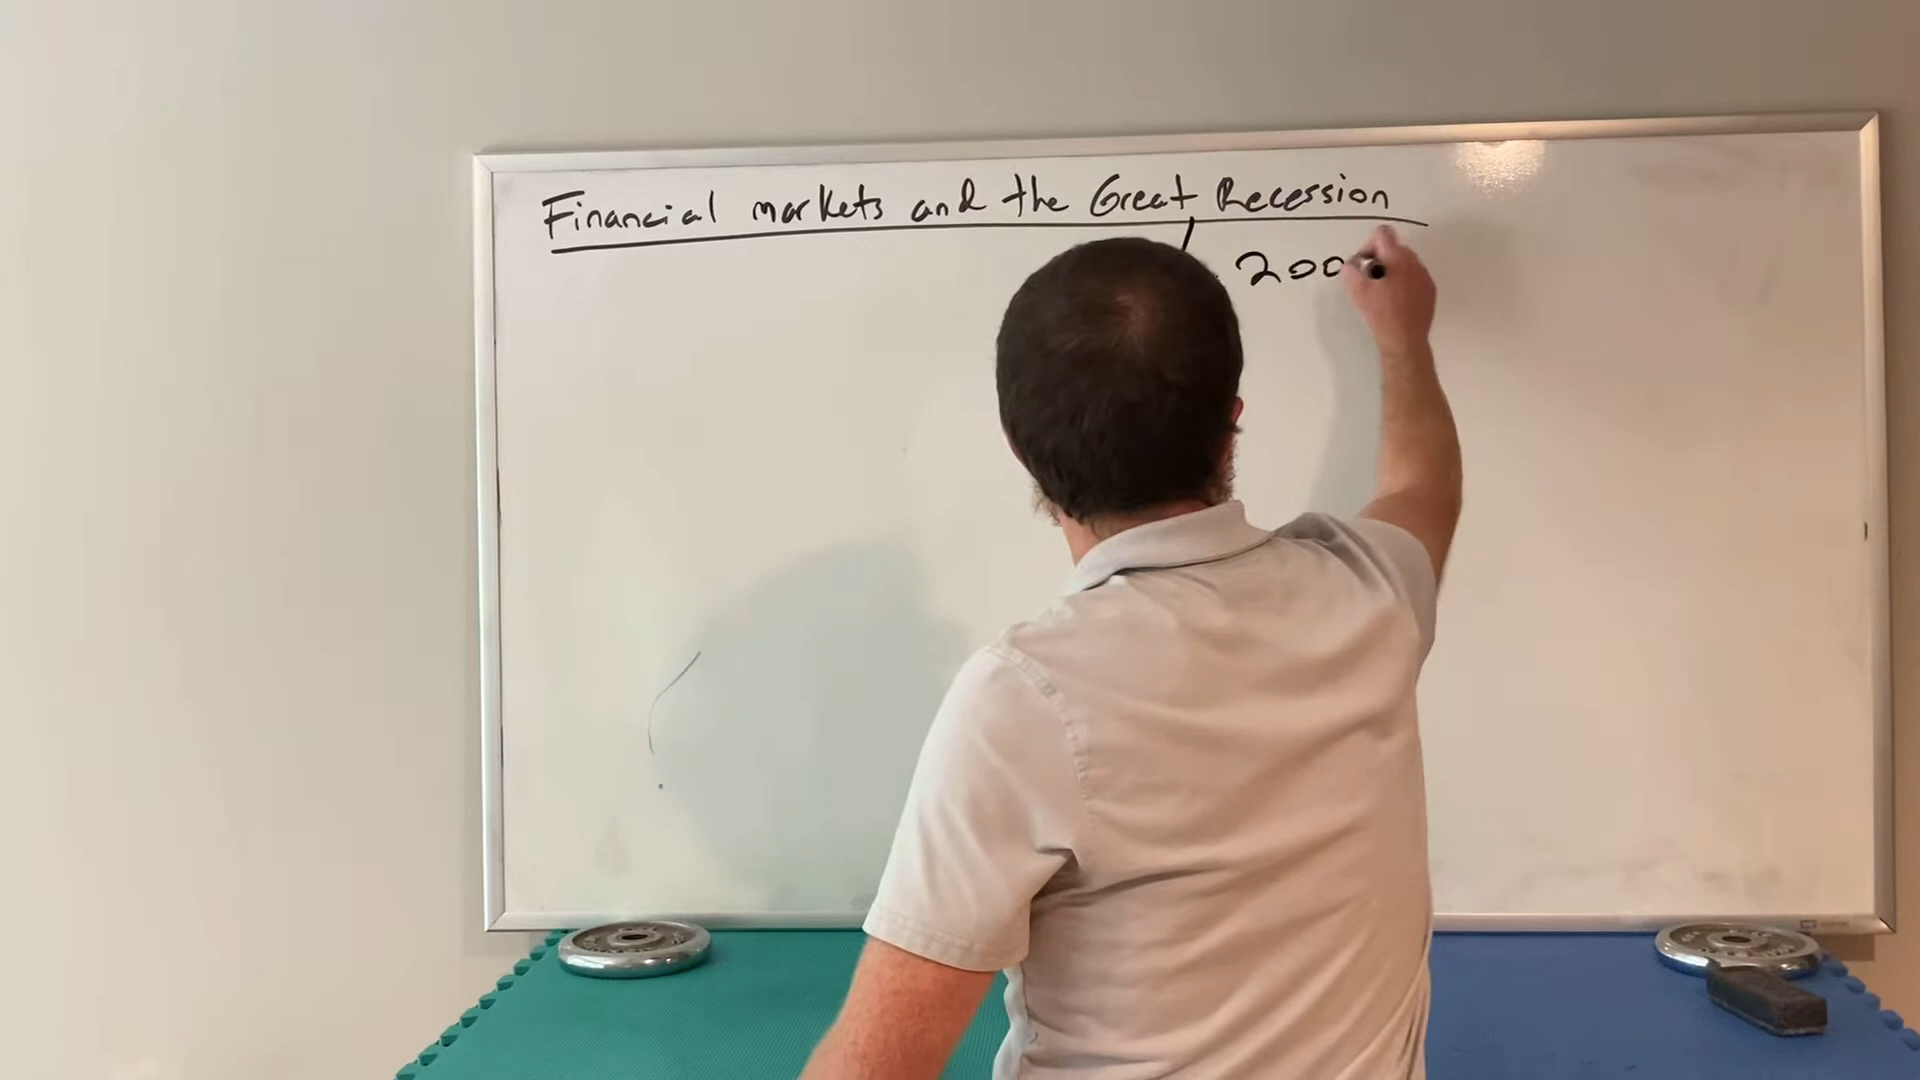 Financial markets and the Great Recession
200